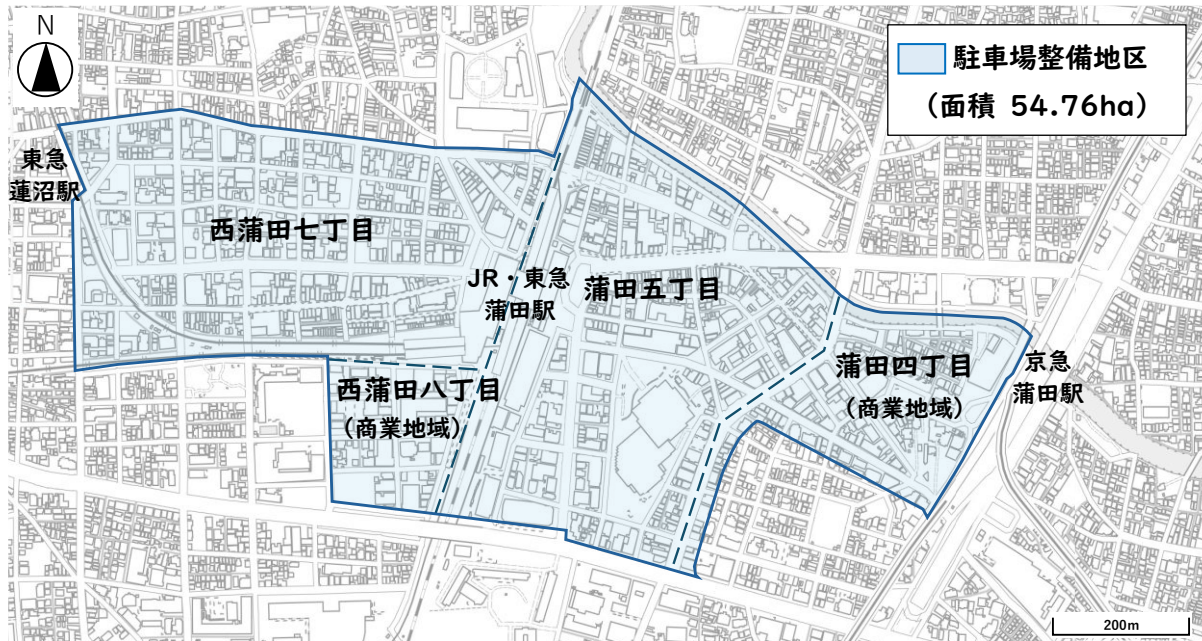 N
駐車場整備地区
(面積 54.76ha)
東急
蓮沼駅
西蒲田七丁目
JR・東急
蒲田駅
蒲田五丁目
西蒲田八丁目
(商業地域)
蒲田四丁目
(商業地域)
京急
蒲田駅
200m